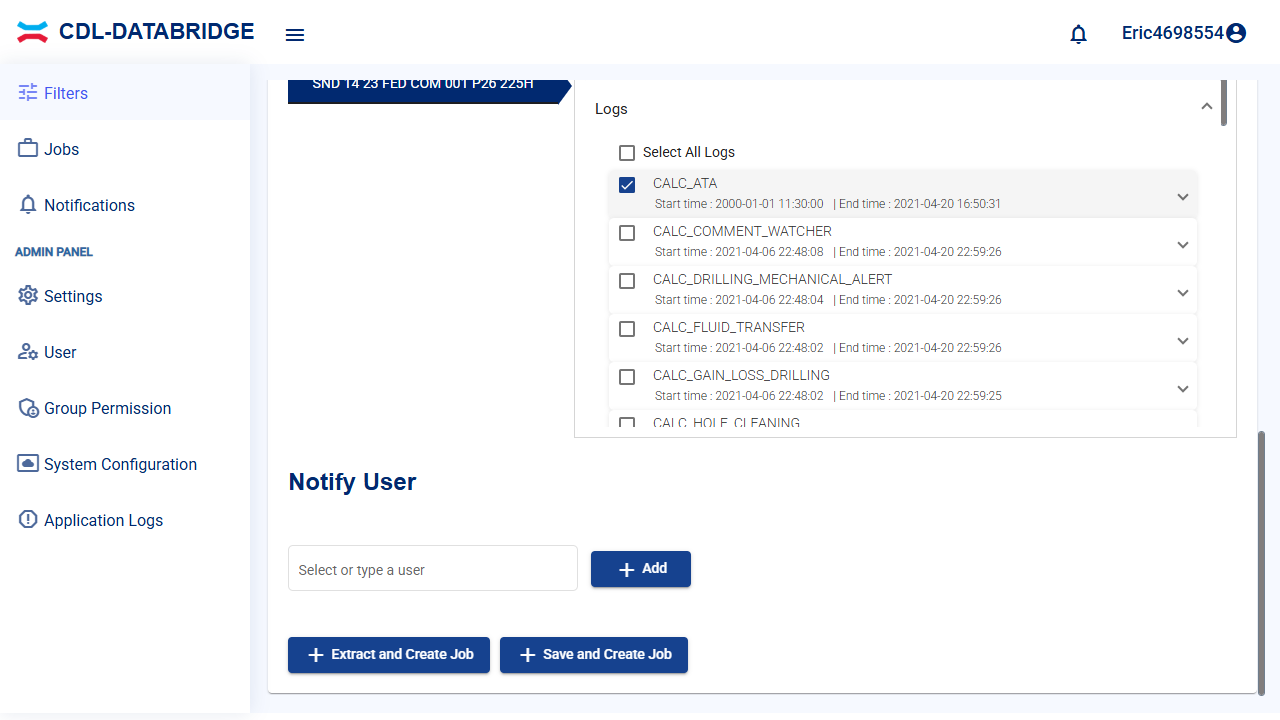 CDL-DATABRIDGE
Eric4698554
Filters
Jobs
Notifications
ADMIN PANEL
Settings
User
Group Permission
System Configuration
Application Logs
SND 14 23 FED COM 001 P26 225H
Logs
Select All Logs
CALC_ATA
Start time : 2000-01-01 11:30:00 | End time : 2021-04-20 16:50:31
CALC_COMMENT_WATCHER
Start time : 2021-04-06 22:48:08 | End time : 2021-04-20 22:59:26
CALC_DRILLING_MECHANICAL_ALERT
Start time : 2021-04-06 22:48:04 | End time : 2021-04-20 22:59:26
CALC_FLUID_TRANSFER
Start time : 2021-04-06 22:48:02 | End time : 2021-04-20 22:59:26
CALC_GAIN_LOSS_DRILLING
Start time : 2021-04-06 22:48:02 | End time : 2021-04-20 22:59:25
CALC_HOLE_CLEANING
Notify User
Select or type a user
Add
Extract and Create Job
Save and Create Job